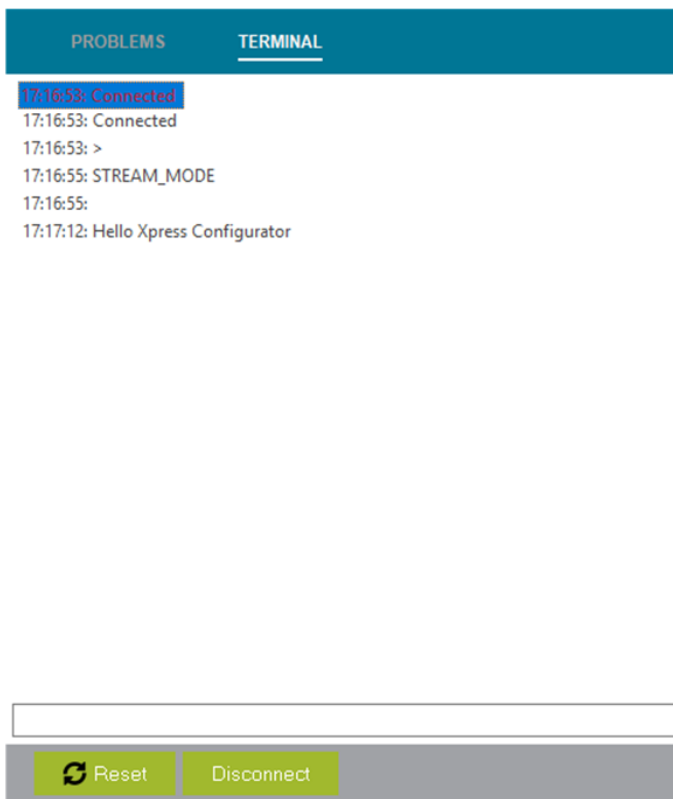 PROBLEMS TERMINAL
17:16:53: Connected
17:16:53: Connected
17:16:53: >
17:16:55: STREAM_MODE
17:16:55:
17:17:12: Hello Xpress Configurator
Reset Disconnect